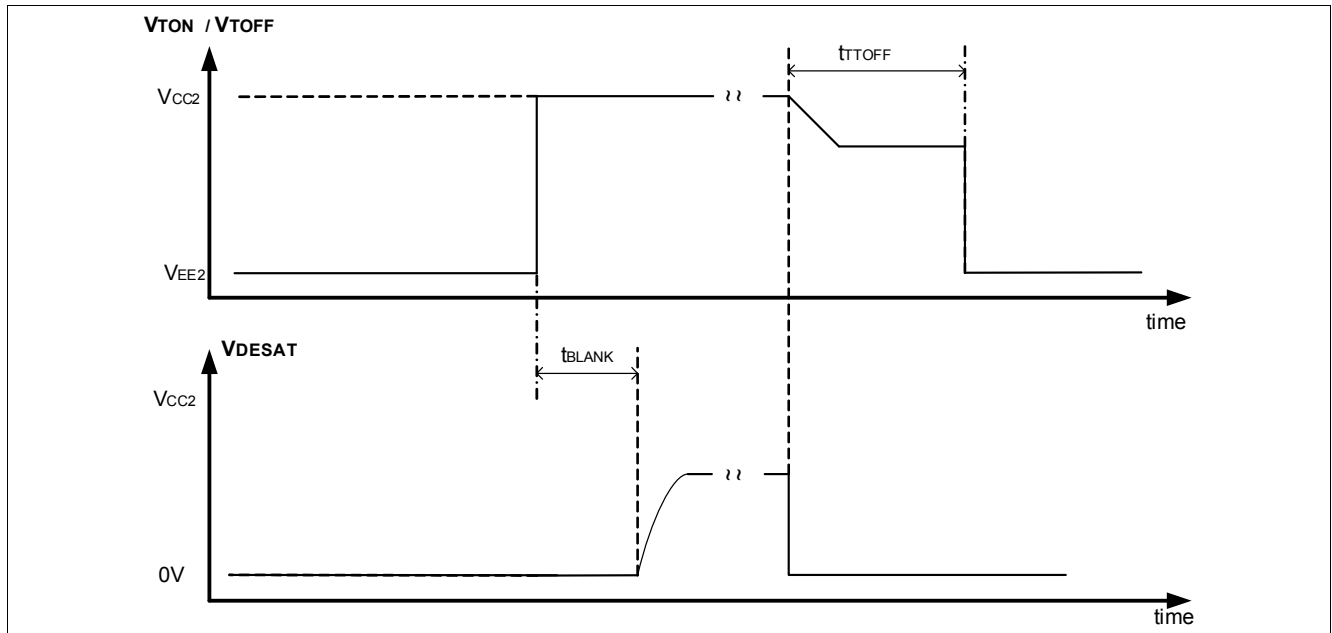 VTON / VTOFF
tTTOFF
VCC2
VEE2
time
VDESAT
tBLANK
VCC2
0V
time